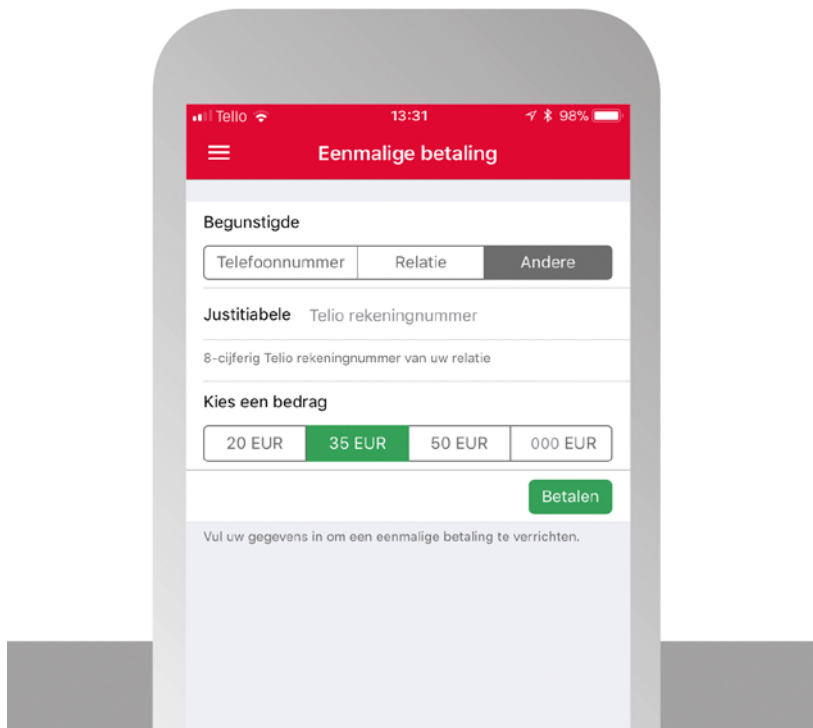 Telio 13:31 98%
Eenmalige betaling
Begunstigde
Telefoonnummer Relatie Andere
Justitiabele Telio rekeningnummer
8-cijferig Telio rekeningnummer van uw relatie
Kies een bedrag
20 EUR 35 EUR 50 EUR 000 EUR
Betalen
Vul uw gegevens in om een eenmalige betaling te verrichten.